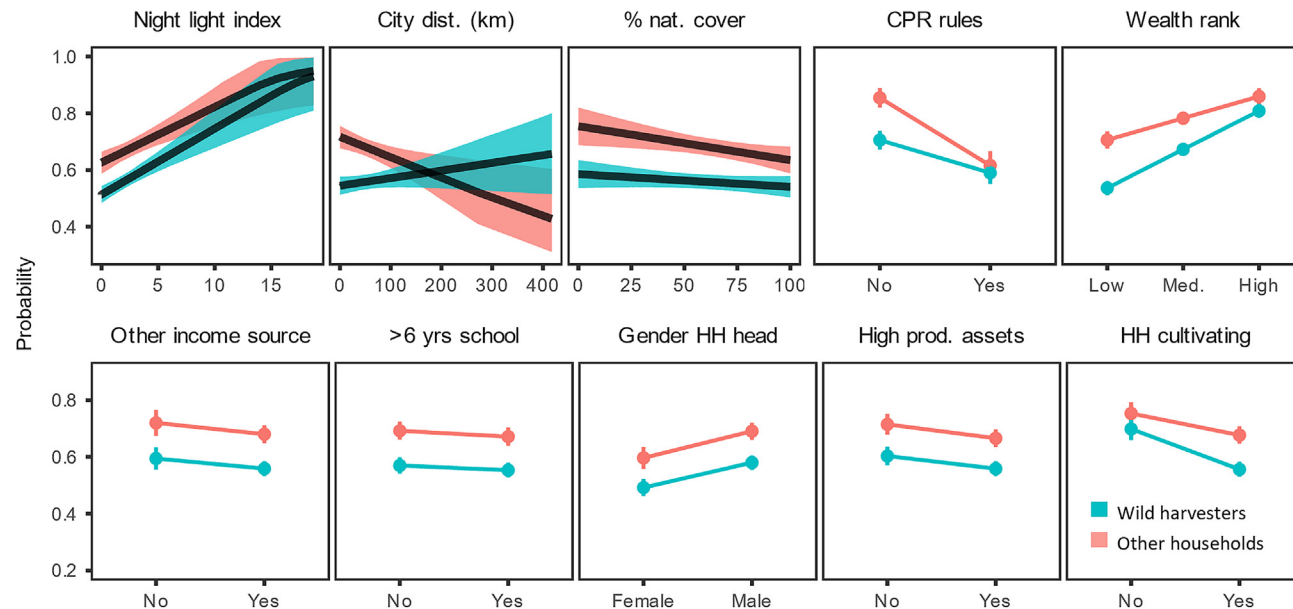 Night light index City dist. (km) % nat. cover CPR rules Wealth rank
1.0
0.8
0.6
0.4
0 5 10 15 0 100 200 300 400 0 25 50 75 100 No Yes Low Med. High
Probability
Other income source >6 yrs school Gender HH head High prod. assets HH cultivating
0.8
0.6
0.4
0.2
Wild harvesters
Other households
No Yes No Yes Female Male No Yes No Yes